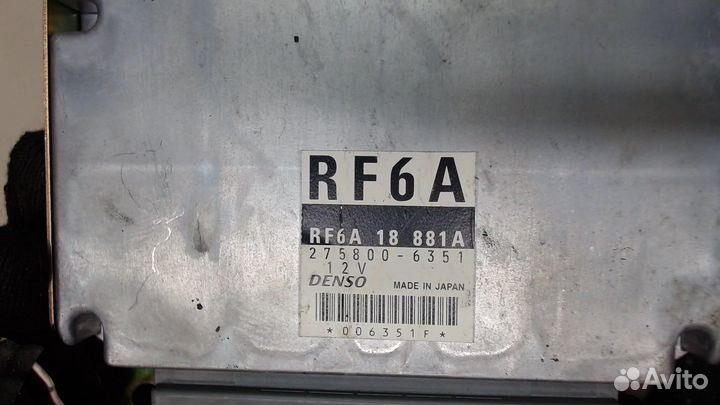 RF6A
RF6A 18 881A
275800-6351
12V
DENSO MADE IN JAPAN
*006351F*
Avito